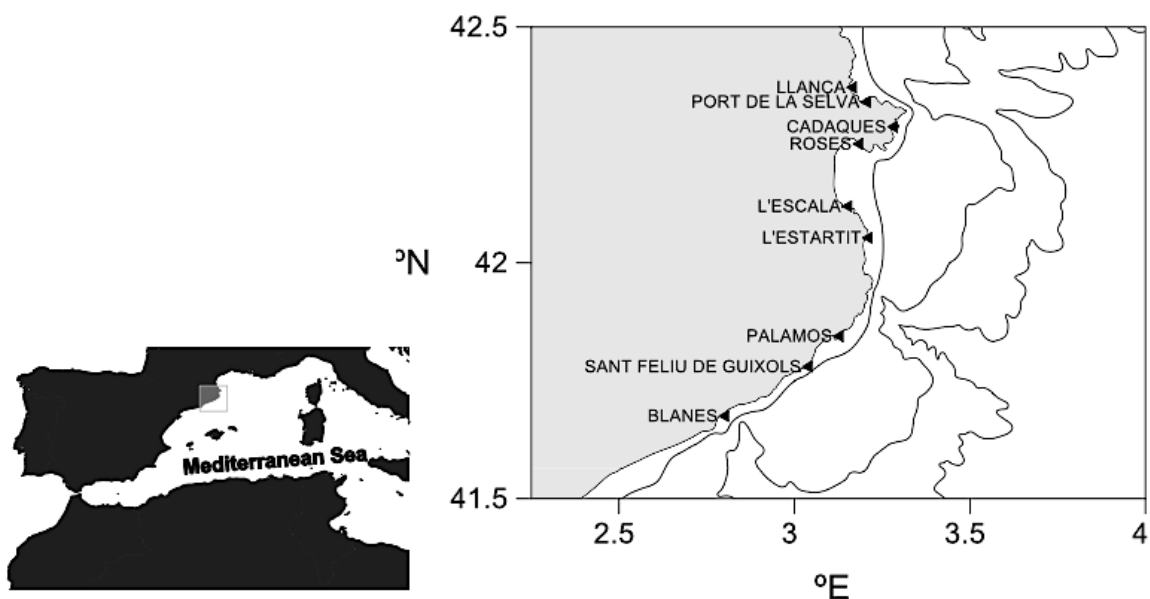 42.5
LLANÇA
PORT DE LA SELVA
CADAQUES
ROSES
L'ESCALA
L'ESTARTIT
ºN
42
PALAMOS
SANT FELIU DE GUIXOLS
BLANES
Mediterranean Sea
41.5
2.5 3 3.5 4
ºE